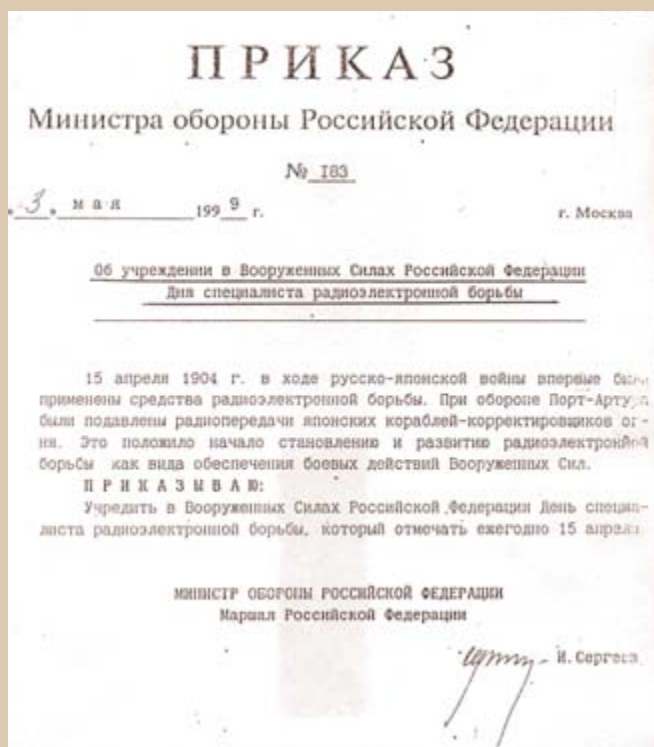 ПРИКАЗ
Министра обороны Российской Федерации
№ 183
"3" мая 1999 г. г. Москва
Об учреждении в Вооруженных Силах Российской Федерации
Дня специалиста радиоэлектронной борьбы
15 апреля 1904 г. в ходе русско-японской войны впервые были
применены средства радиоэлектронной борьбы. При обороне Порт-Артура
были подавлены радиопередачи японских кораблей-корректировщиков ог-
ня. Это положило начало становлению и развитию радиоэлектронной
борьбы как вида обеспечения боевых действий Вооруженных Сил.
ПРИКАЗЫВАЮ:
Учредить в Вооруженных Силах Российской Федерации День специа-
листа радиоэлектронной борьбы, который отмечать ежегодно 15 апреля.
МИНИСТР ОБОРОНЫ РОССИЙСКОЙ ФЕДЕРАЦИИ
Маршал Российской Федерации
И. Сергеев